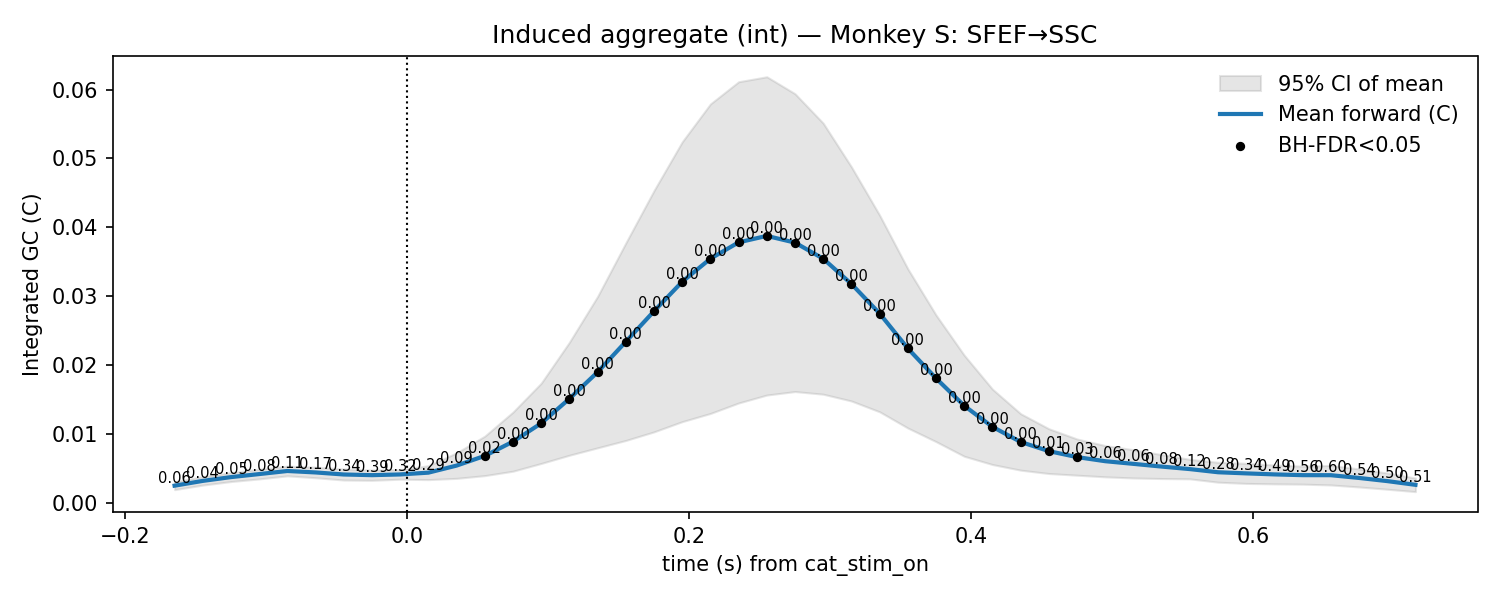 Induced aggregate (int) — Monkey S: SFEF→SSC
Integrated GC (C)
0.06
0.05
0.04
0.03
0.02
0.01
0.00
95% CI of mean
Mean forward (C)
BH-FDR<0.05
0.06 0.04 0.05 0.08 0.11 0.17 0.34 0.39 0.32 0.29 0.09 0.02 0.00 0.00 0.00 0.00 0.00 0.00 0.00 0.00 0.00 0.00 0.00 0.00 0.00 0.00 0.00 0.00 0.00 0.00 0.00 0.01 0.03 0.06 0.06 0.08 0.12 0.28 0.34 0.49 0.56 0.60 0.54 0.50 0.51
−0.2 0.0 0.2 0.4 0.6
time (s) from cat_stim_on